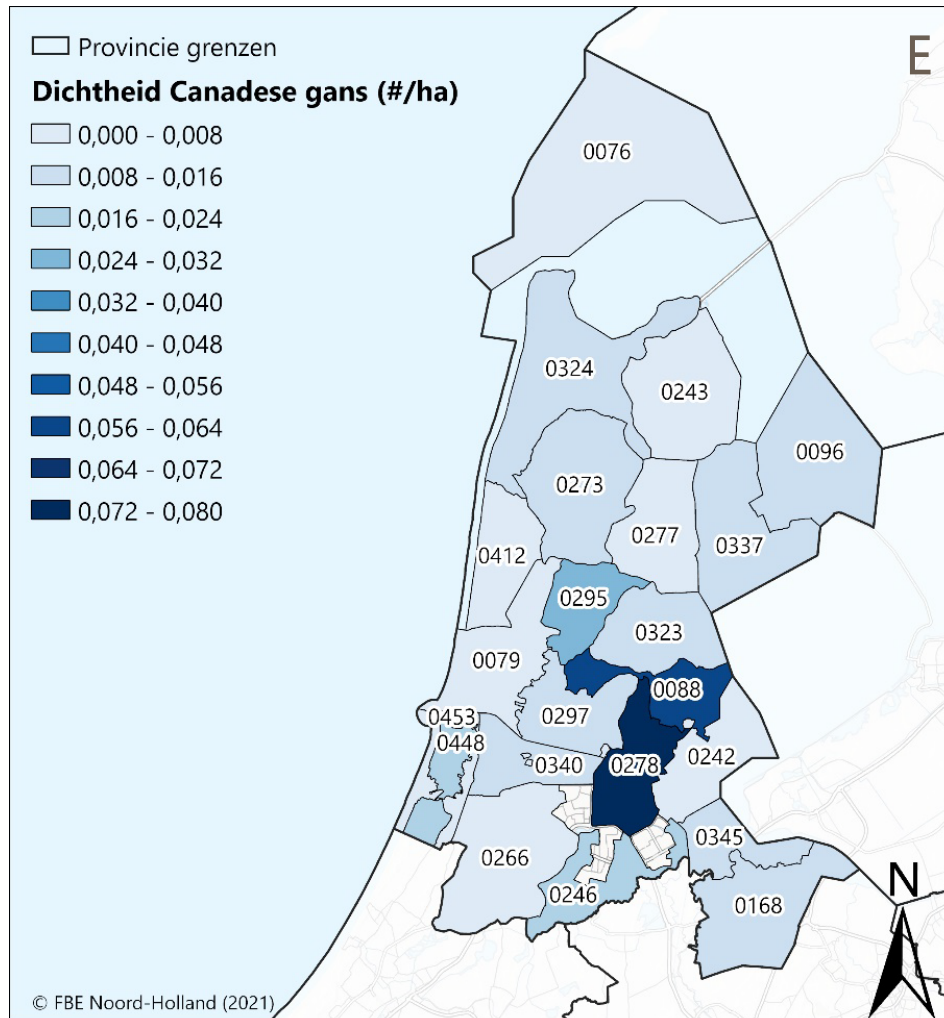 Provincie grenzen
E
Dichtheid Canadese gans (#/ha)
0,000 - 0,008
0,008 - 0,016
0,016 - 0,024
0,024 - 0,032
0,032 - 0,040
0,040 - 0,048
0,048 - 0,056
0,056 - 0,064
0,064 - 0,072
0,072 - 0,080
0076
0324
0243
0096
0273
0277
0337
0412
0295
0323
0079
0088
0453
0297
0448
0242
0340
0278
0345
0266
0246
0168
N
© FBE Noord-Holland (2021)